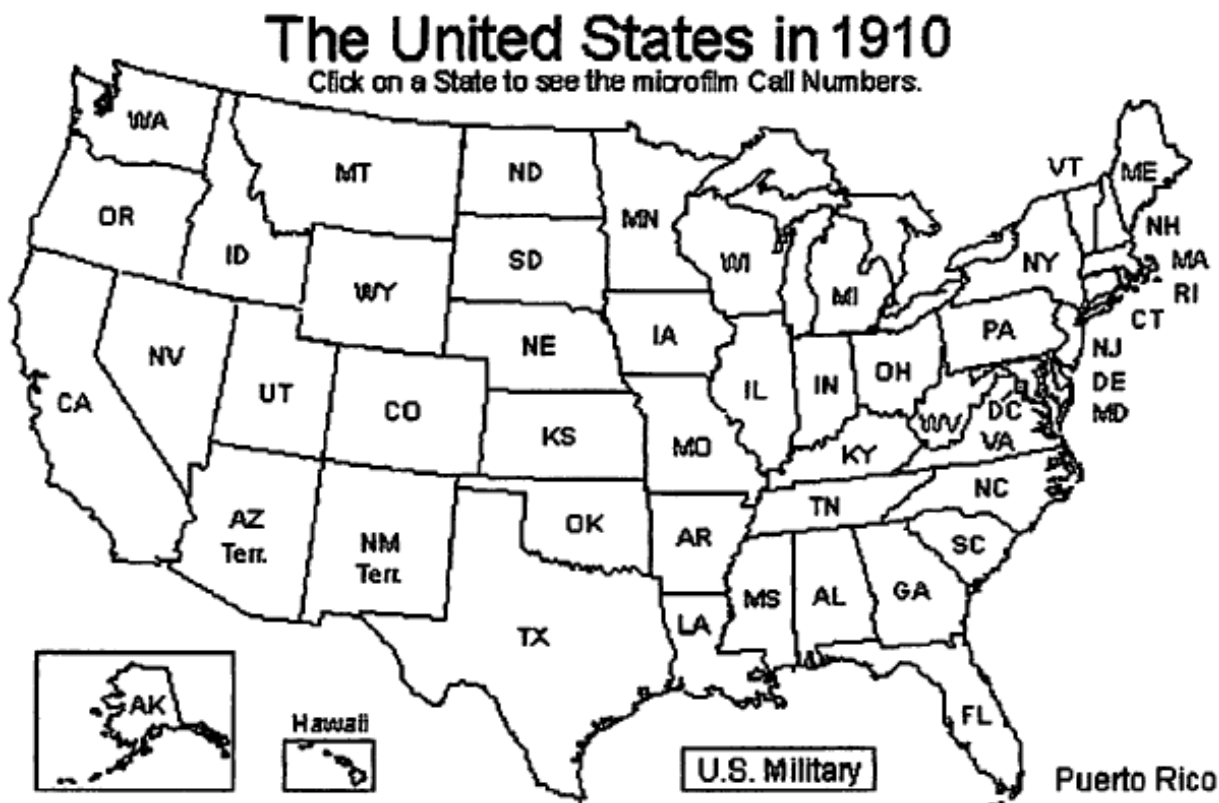 The United States in 1910
Click on a State to see the microfilm Call Numbers.
WA
MT
ND
MN
VT
ME
OR
ID
SD
WI
MI
NY
NH
MA
RI
CT
WY
NE
IA
PA
NJ
DE
MD
NV
UT
CO
CA
KS
MO
IL
IN
OH
WV
DC
VA
KY
AZ
Terr.
NM
Terr.
OK
AR
TN
NC
SC
TX
LA
MS
AL
GA
FL
AK
Hawaii
U.S. Military
Puerto Rico